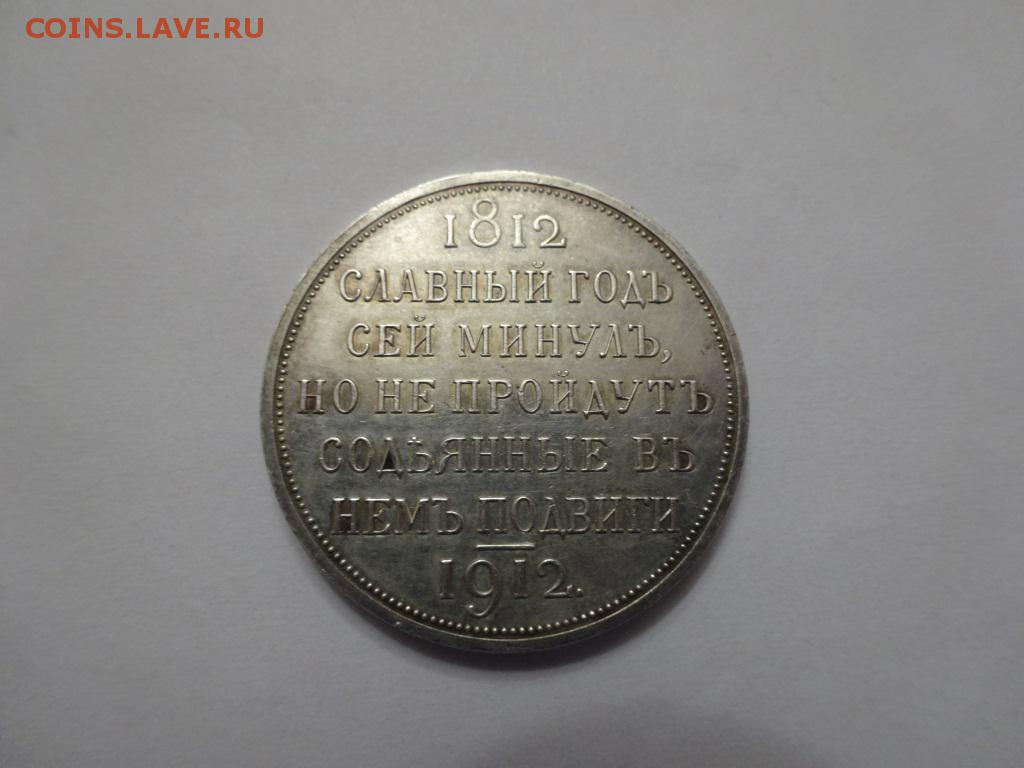 COINS.LAVE.RU
1812
СЛАВНЫЙ ГОДЪ
СЕЙ МИНУЛЪ,
НО НЕ ПРОЙДУТЪ
СОДѢЯННЫЕ ВЪ
НЕМЪ ПОДВИГИ
1912.